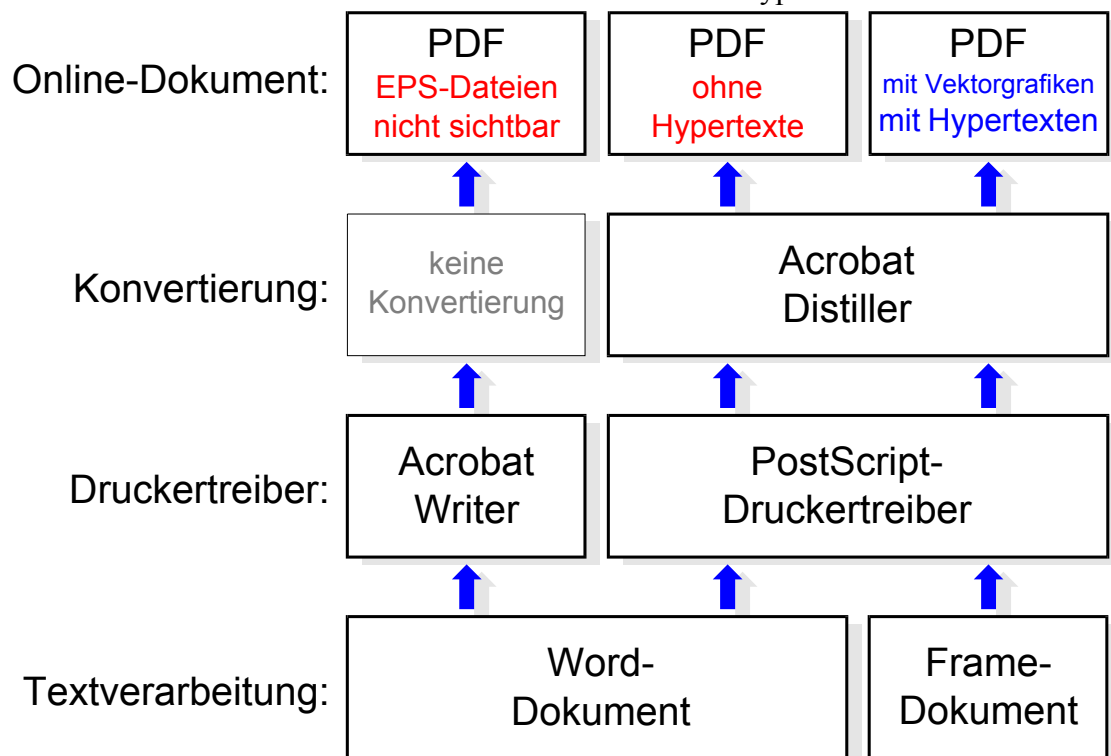 yp
Online-Dokument:
PDF
EPS-Dateien
nicht sichtbar
PDF
ohne
Hypertexte
PDF
mit Vektorgrafiken
mit Hypertexten
Konvertierung:
keine
Konvertierung
Acrobat
Distiller
Druckertreiber:
Acrobat
Writer
PostScript-
Druckertreiber
Textverarbeitung:
Word-
Dokument
Frame-
Dokument